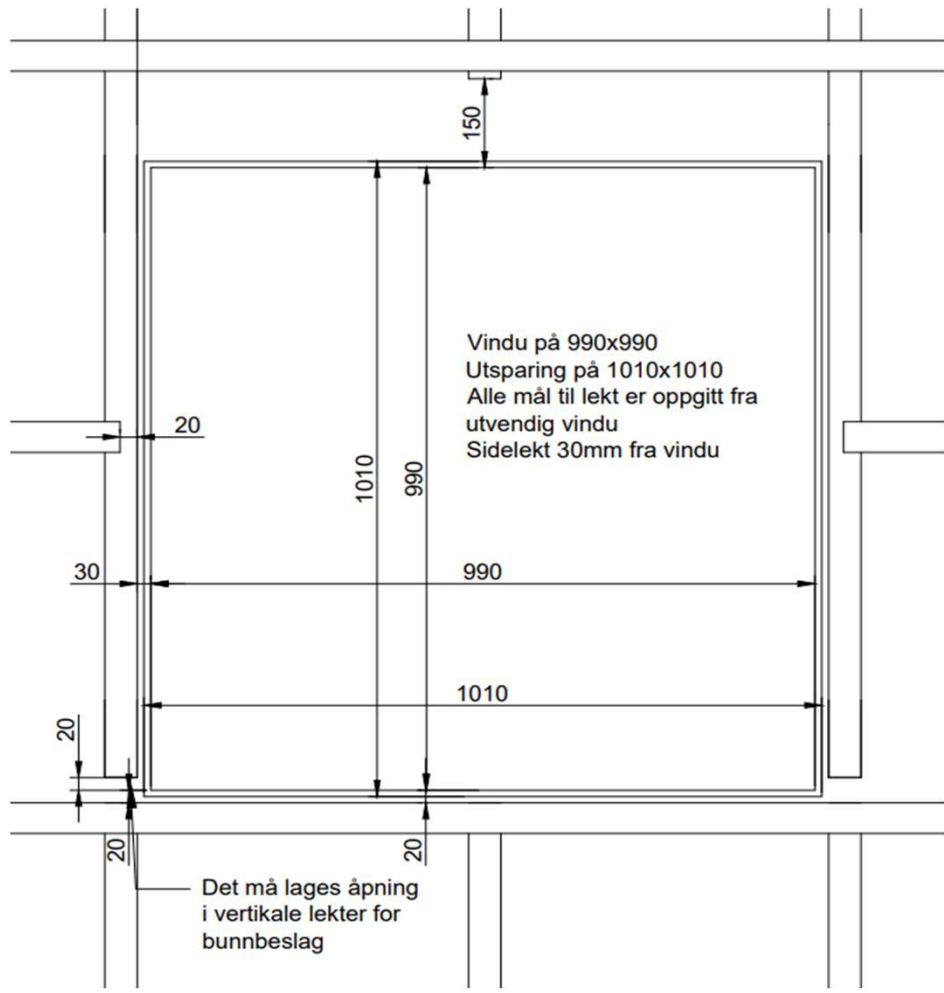 150
Vindu på 990x990
Utsparing på 1010x1010
Alle mål til lekt er oppgitt fra
utvendig vindu
Sidelekt 30mm fra vindu
20
1010
990
30
990
1010
20
20
20
Det må lages åpning
i vertikale lekter for
bunnbeslag